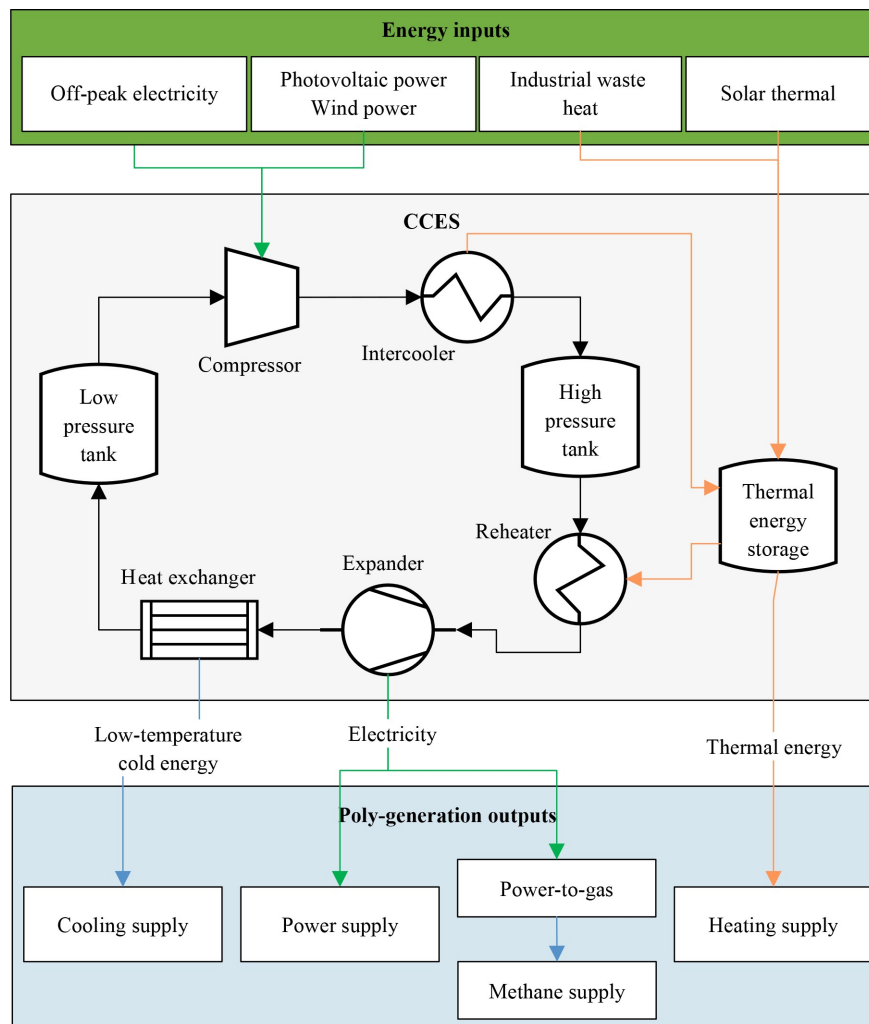 Energy inputs
Off-peak electricity
Photovoltaic power
Wind power
Industrial waste
heat
Solar thermal
CCES
Compressor
Intercooler
Low
pressure
tank
High
pressure
tank
Thermal
energy
storage
Reheater
Expander
Heat exchanger
Low-temperature
cold energy
Electricity
Thermal energy
Poly-generation outputs
Cooling supply
Power supply
Power-to-gas
Methane supply
Heating supply